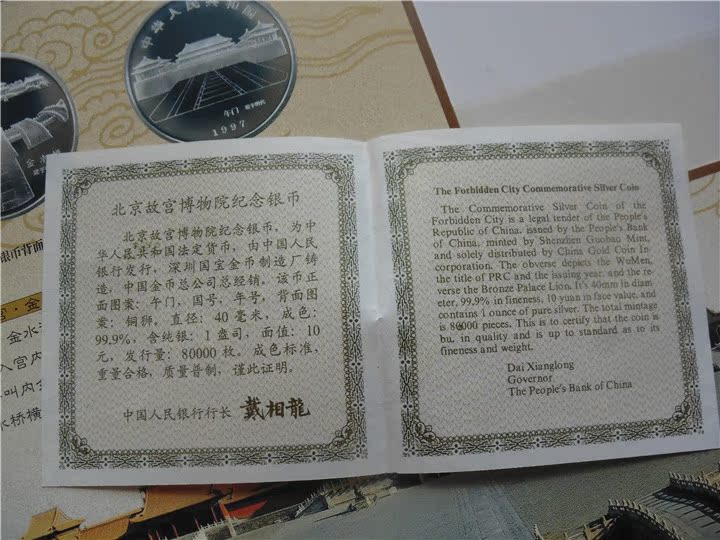 中华人民共和国
午门
1997
北京故宫博物院纪念银币
北京故宫博物院纪念银币，为中
华人民共和国法定货币，由中国人民
银行发行，深圳国宝金币制造厂铸
造，中国金币总公司总经销。该币正
面图案：午门、国号、年号，背面图
案：铜狮。直径：40毫米，成色：
99.9%，含纯银：1盎司，面值：10
元，发行量：80000枚。成色标准，
重量合格，质量普制，谨此证明。
中国人民银行行长 戴相龍
The Forbidden City Commemorative Silver Coin
The Commemorative Silver Coin of the
Forbidden City is a legal tender of the People's
Republic of China, issued by the People's Bank
of China, minted by Shenzhen Guobao Mint,
and solely distributed by China Gold Coin In-
corporation. The obverse depicts the WuMen,
the title of PRC and the issuing year, and the re-
verse the Bronze Palace Lion. It's 40mm in diam-
eter, 99.9% in fineness, 10 yuan in face value, and
contains 1 ounce of pure silver. The total mintage
is 80000 pieces. This is to certify that the coin is
bu. in quality and is up to standard as to its
fineness and weight.
Dai Xianglong
Governor
The People's Bank of China
银币背面
金水
入宫内
叫内
水桥横